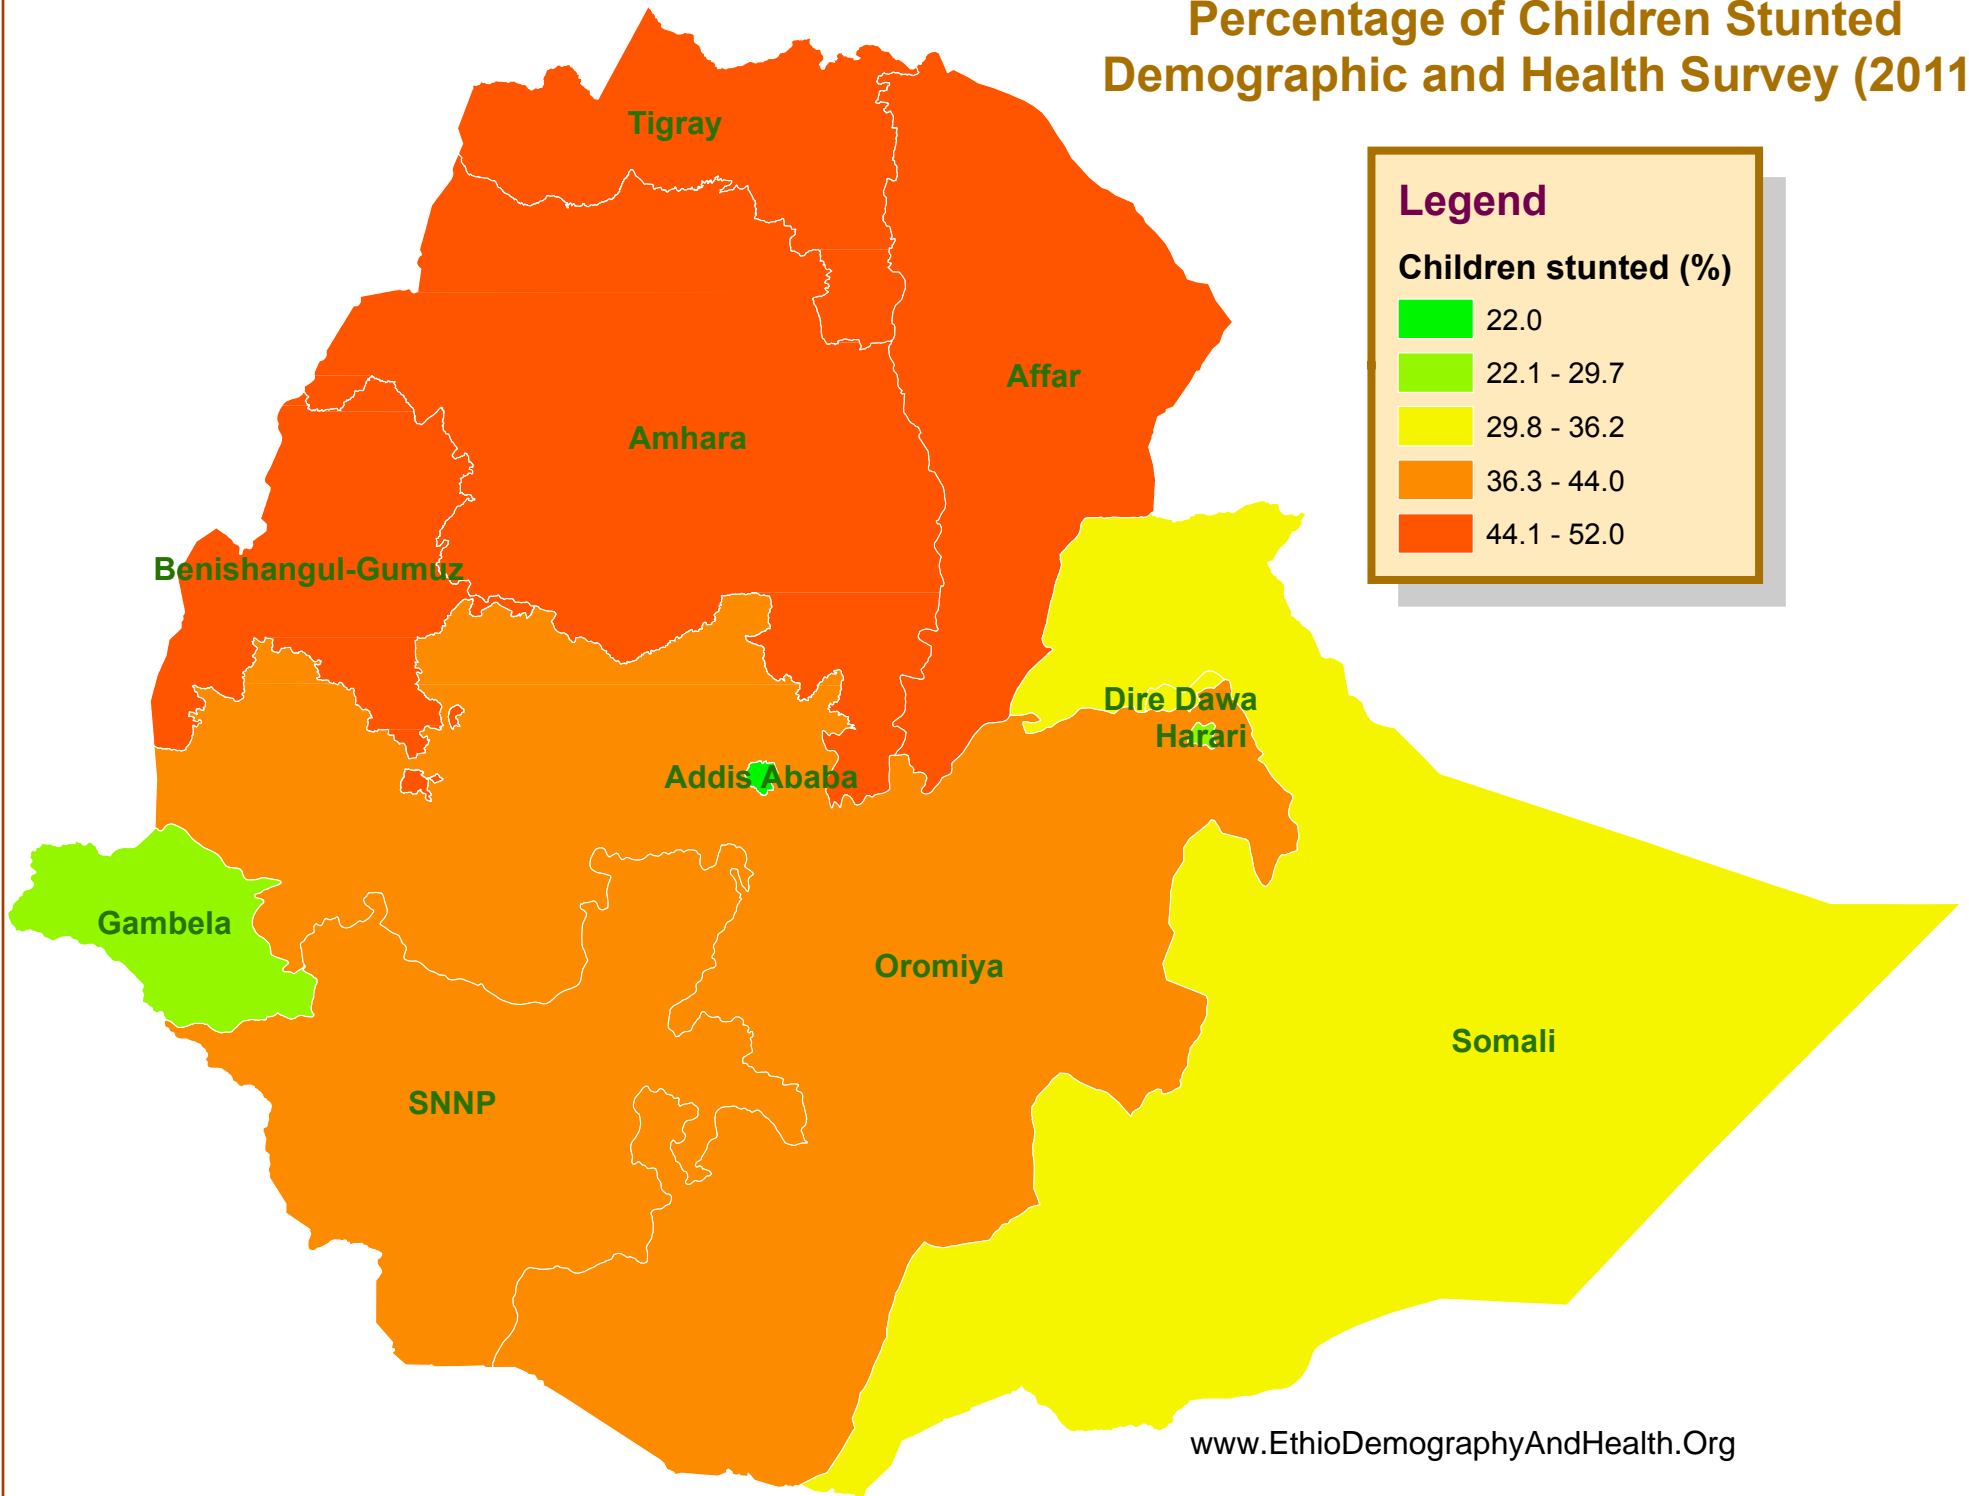 Percentage of Children Stunted
Demographic and Health Survey (2011
Legend
Children stunted (%)
22.0
22.1 - 29.7
29.8 - 36.2
36.3 - 44.0
44.1 - 52.0
Tigray
Affar
Amhara
Benishangul-Gumuz
Dire Dawa
Harari
Addis Ababa
Gambela
Oromiya
Somali
SNNP
www.EthioDemographyAndHealth.Org